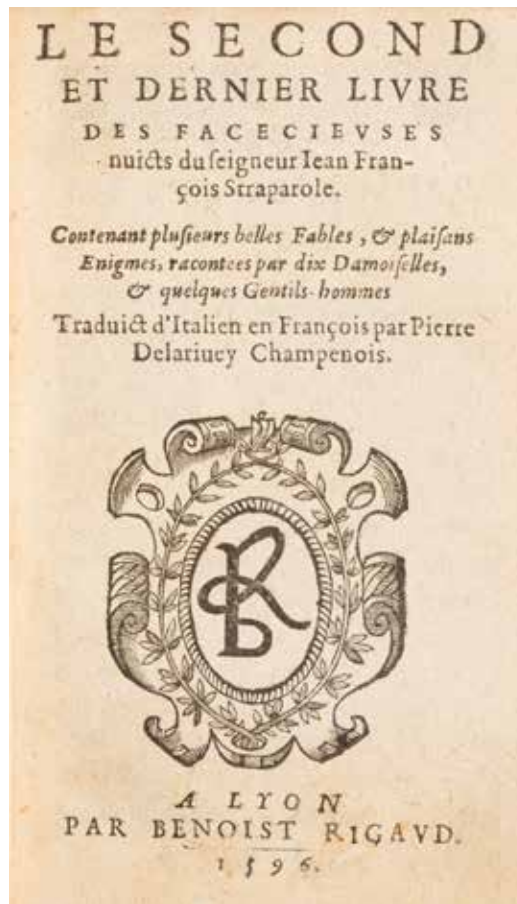 LE SECOND
ET DERNIER LIVRE
DES FACECIEVSES
nuicts du ſeigneur Iean Fran-
çois Straparole.
Contenant pluſieurs belles Fables, & plaiſans
Enigmes, racontees par dix Damoiſelles,
& quelques Gentils-hommes
Traduict d'Italien en François par Pierre
Delariuey Champenois.
BR
A LYON
PAR BENOIST RIGAVD.
1596.